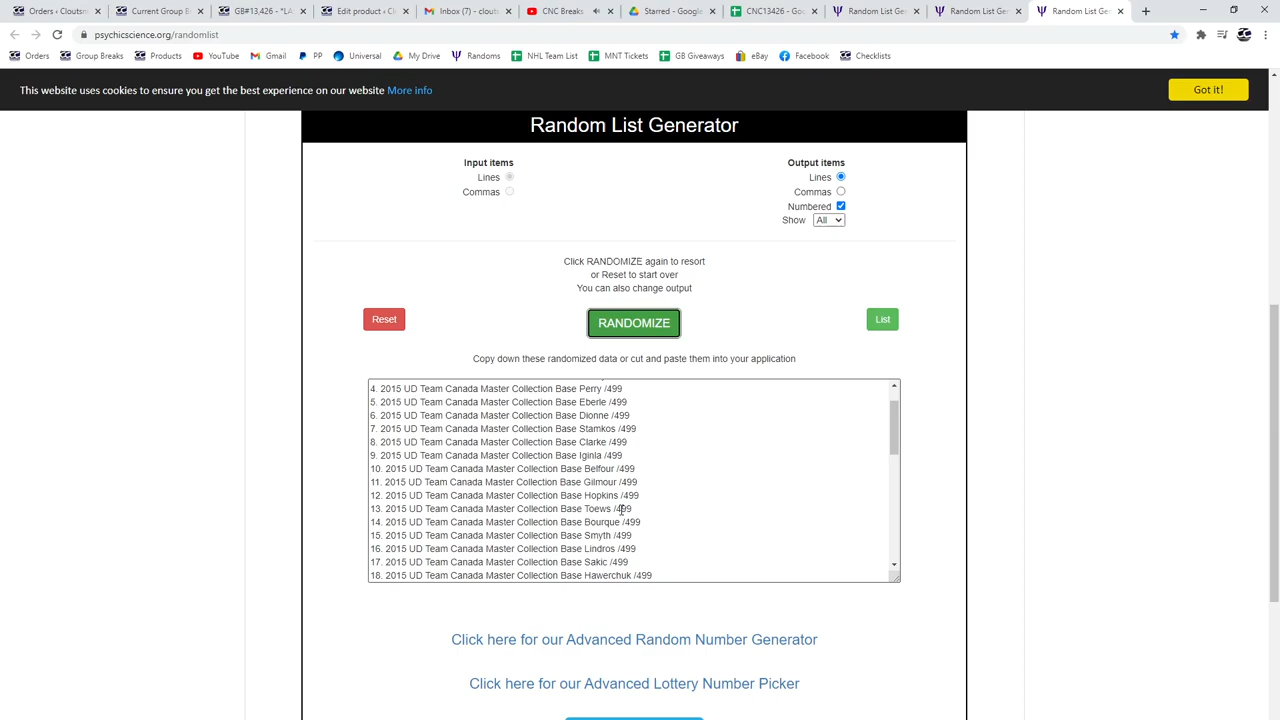 Orders < Cloutsn
Current Group B
GB#13,426 - *LA
Edit product < Cl
Inbox (7) - clouts
CNC Breaks
Starred - Google
CNC13426 - Goo
Random List Gen
Random List Gen
Random List Gen
psychicscience.org/randomlist
Orders
Group Breaks
Products
YouTube
Gmail
PP
Universal
My Drive
Randoms
NHL Team List
MNT Tickets
GB Giveaways
eBay
Facebook
Checklists
This website uses cookies to ensure you get the best experience on our website More info
Got it!
Random List Generator
Input items
Lines
Commas
Output items
Lines
Commas
Numbered
Show All
Click RANDOMIZE again to resort
or Reset to start over
You can also change output
Reset
RANDOMIZE
List
Copy down these randomized data or cut and paste them into your application
4. 2015 UD Team Canada Master Collection Base Perry /499
5. 2015 UD Team Canada Master Collection Base Eberle /499
6. 2015 UD Team Canada Master Collection Base Dionne /499
7. 2015 UD Team Canada Master Collection Base Stamkos /499
8. 2015 UD Team Canada Master Collection Base Clarke /499
9. 2015 UD Team Canada Master Collection Base Iginla /499
10. 2015 UD Team Canada Master Collection Base Belfour /499
11. 2015 UD Team Canada Master Collection Base Gilmour /499
12. 2015 UD Team Canada Master Collection Base Hopkins /499
13. 2015 UD Team Canada Master Collection Base Toews /499
14. 2015 UD Team Canada Master Collection Base Bourque /499
15. 2015 UD Team Canada Master Collection Base Smyth /499
16. 2015 UD Team Canada Master Collection Base Lindros /499
17. 2015 UD Team Canada Master Collection Base Sakic /499
18. 2015 UD Team Canada Master Collection Base Hawerchuk /499
Click here for our Advanced Random Number Generator
Click here for our Advanced Lottery Number Picker